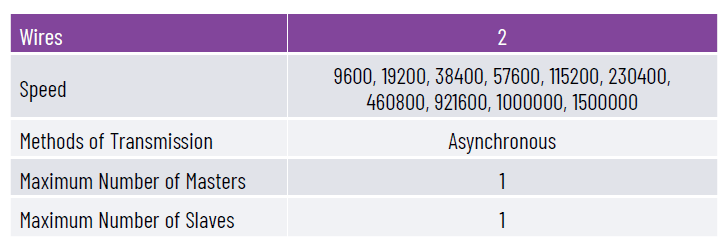 Wires 2
Speed 9600, 19200, 38400, 57600, 115200, 230400,
460800, 921600, 1000000, 1500000
Methods of Transmission Asynchronous
Maximum Number of Masters 1
Maximum Number of Slaves 1